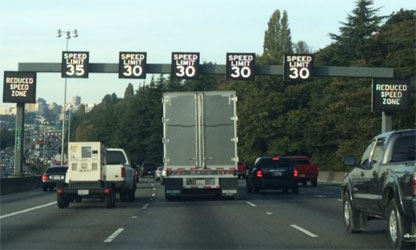 REDUCED
SPEED
ZONE
SPEED
LIMIT
35
SPEED
LIMIT
30
SPEED
LIMIT
30
SPEED
LIMIT
30
SPEED
LIMIT
30
REDUCED
SPEED
ZONE